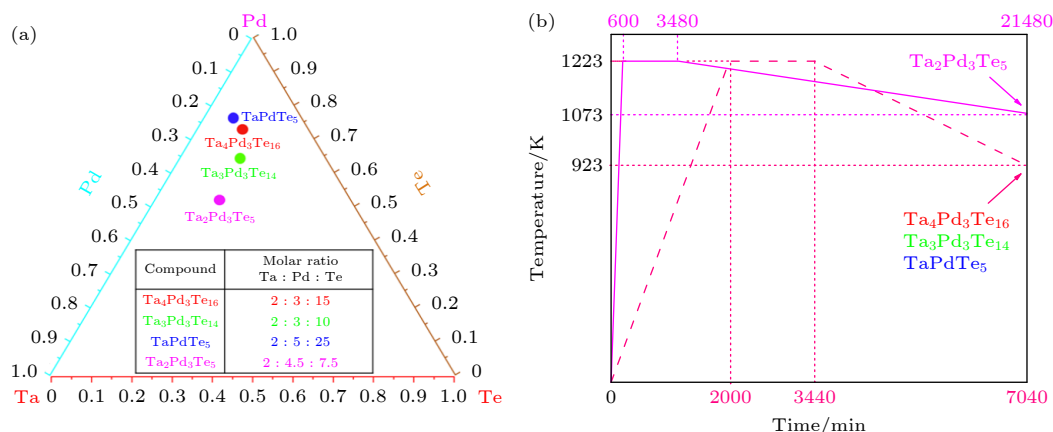 (a)
Pd
0
0.1
0.2
0.3
0.4
0.5
0.6
0.7
0.8
0.9
1.0
Pd
1.0
0.9
0.8
0.7
0.6
0.5
0.4
0.3
0.2
0.1
0
Te
TaPdTe₅
Ta₄Pd₃Te₁₆
Ta₃Pd₃Te₁₄
Ta₂Pd₃Te₅
Compound Molar ratio
Ta : Pd : Te
Ta₄Pd₃Te₁₆ 2 : 3 : 15
Ta₃Pd₃Te₁₄ 2 : 3 : 10
TaPdTe₅ 2 : 5 : 25
Ta₂Pd₃Te₅ 2 : 4.5 : 7.5
Ta 0 0.1 0.2 0.3 0.4 0.5 0.6 0.7 0.8 0.9 1.0 Te
(b)
600 3480 21480
1223
1073
923
Temperature/K
Ta₂Pd₃Te₅
Ta₄Pd₃Te₁₆
Ta₃Pd₃Te₁₄
TaPdTe₅
0 2000 3440 7040
Time/min